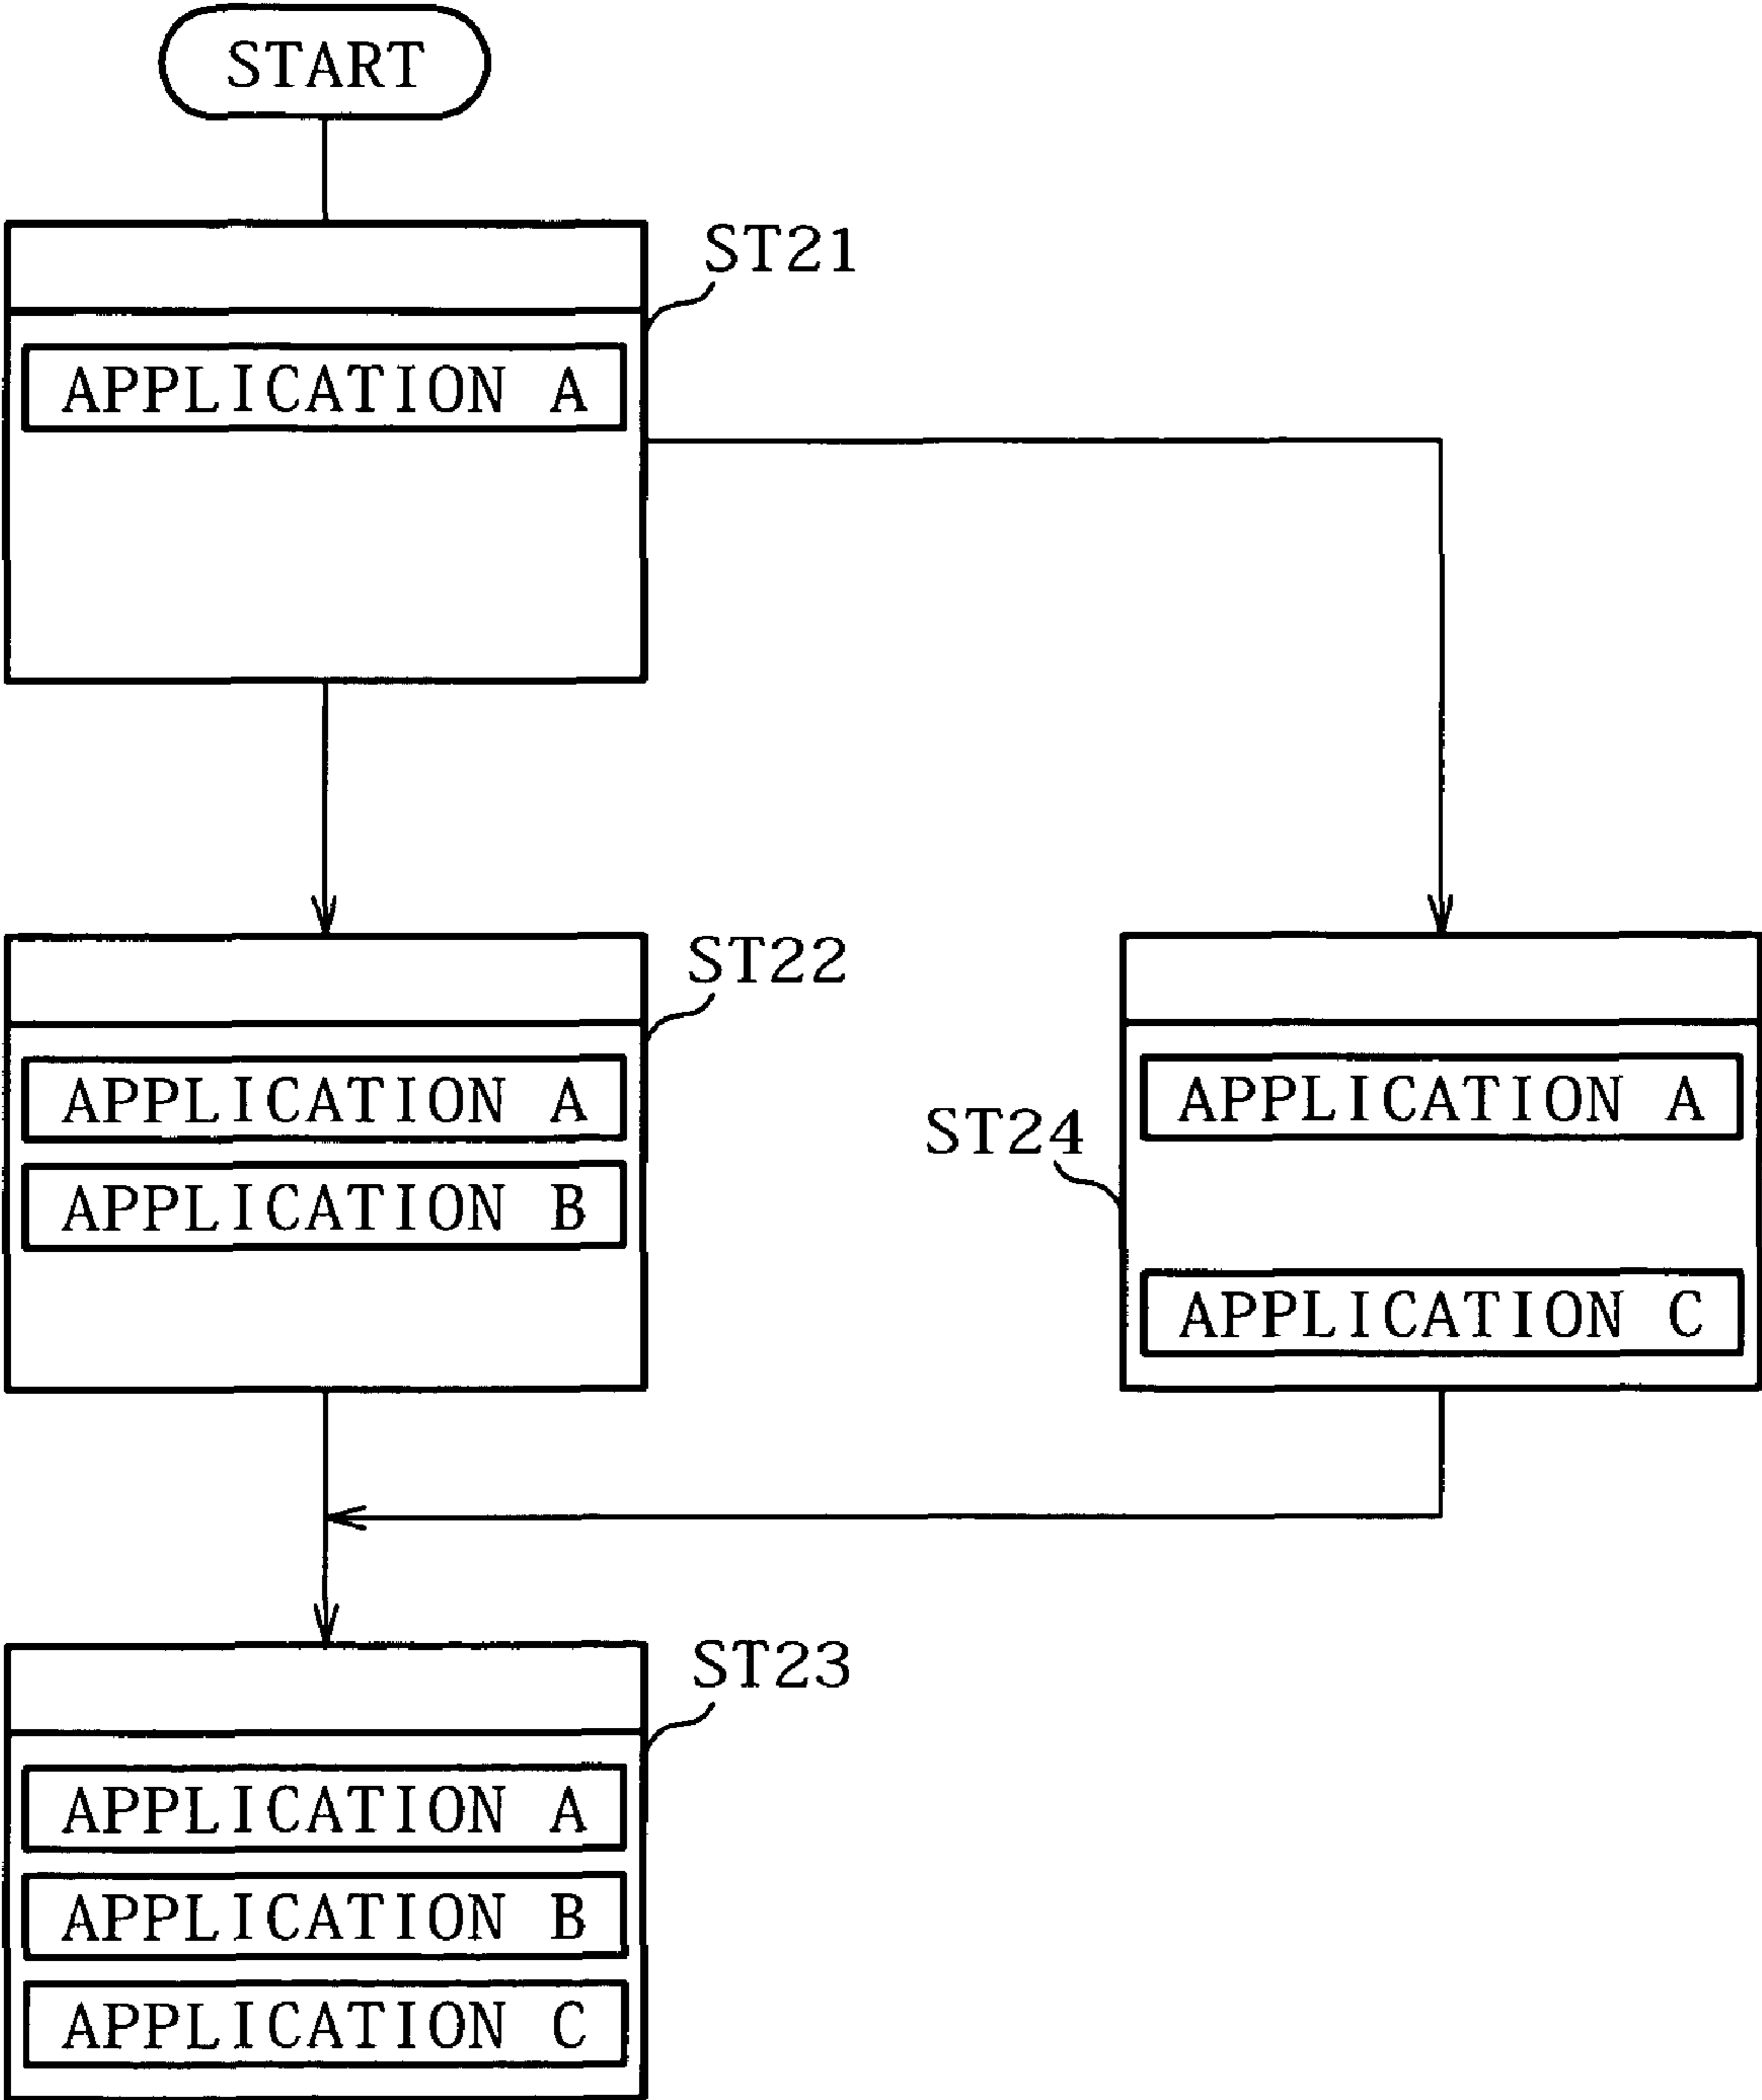 START
ST21
APPLICATION A
ST22
APPLICATION A
APPLICATION B
ST24
APPLICATION A
APPLICATION C
ST23
APPLICATION A
APPLICATION B
APPLICATION C